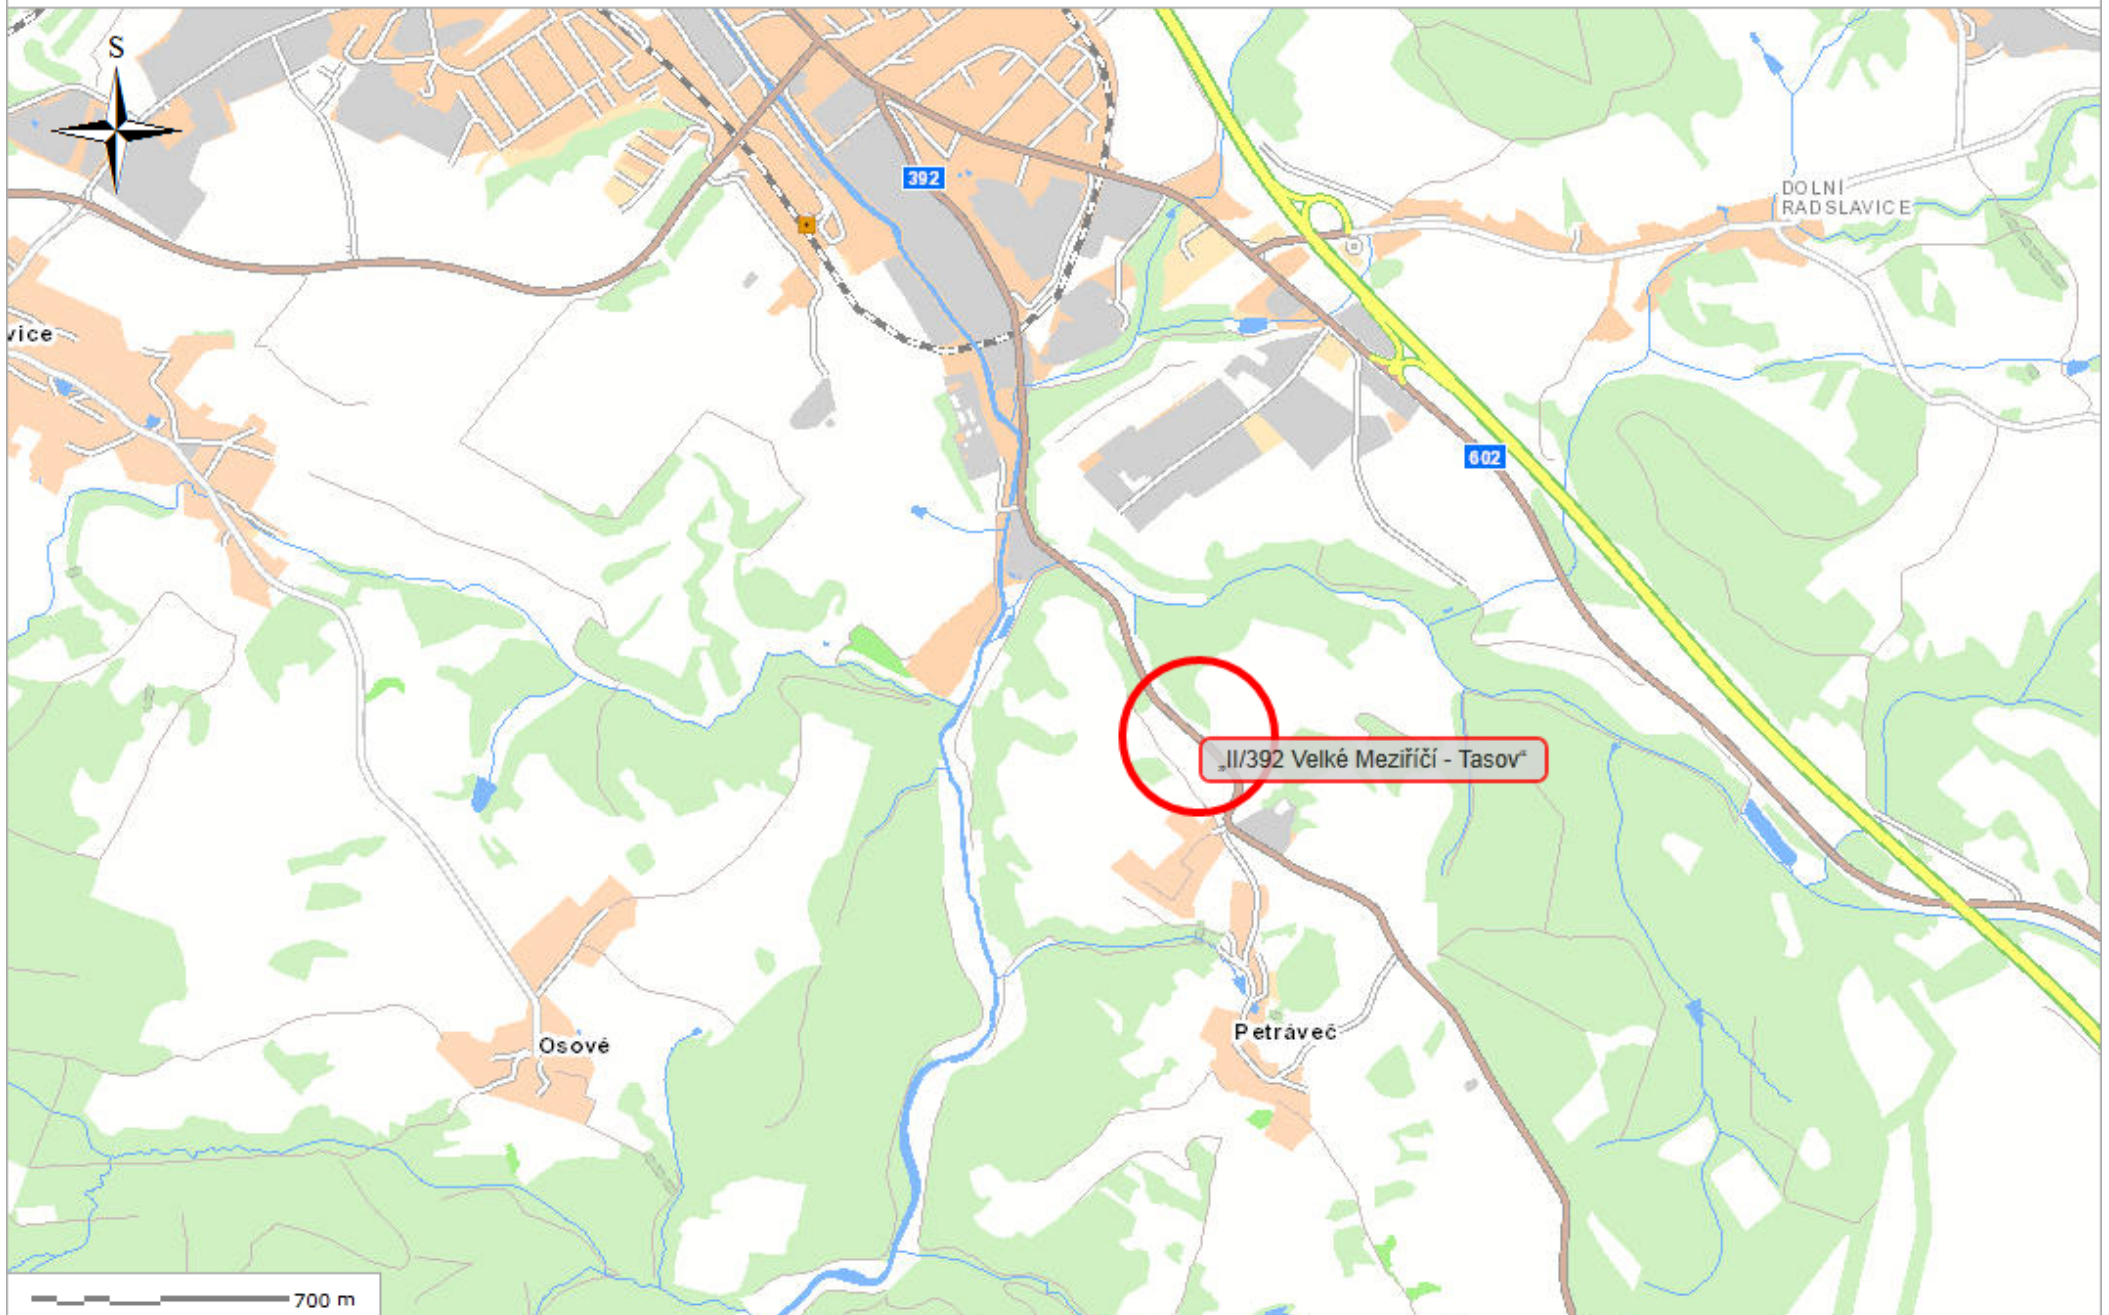 S
392
DOLNÍ
RADSLAVICE
vice
602
„II/392 Velké Meziříčí - Tasov“
Petráveč
Osové
700 m